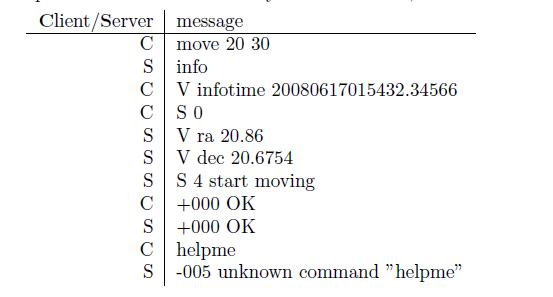 Client/Server message
C move 20 30
S info
C V infotime 20080617015432.34566
C S 0
S V ra 20.86
S V dec 20.6754
S S 4 start moving
C +000 OK
S +000 OK
C helpme
S -005 unknown command "helpme"